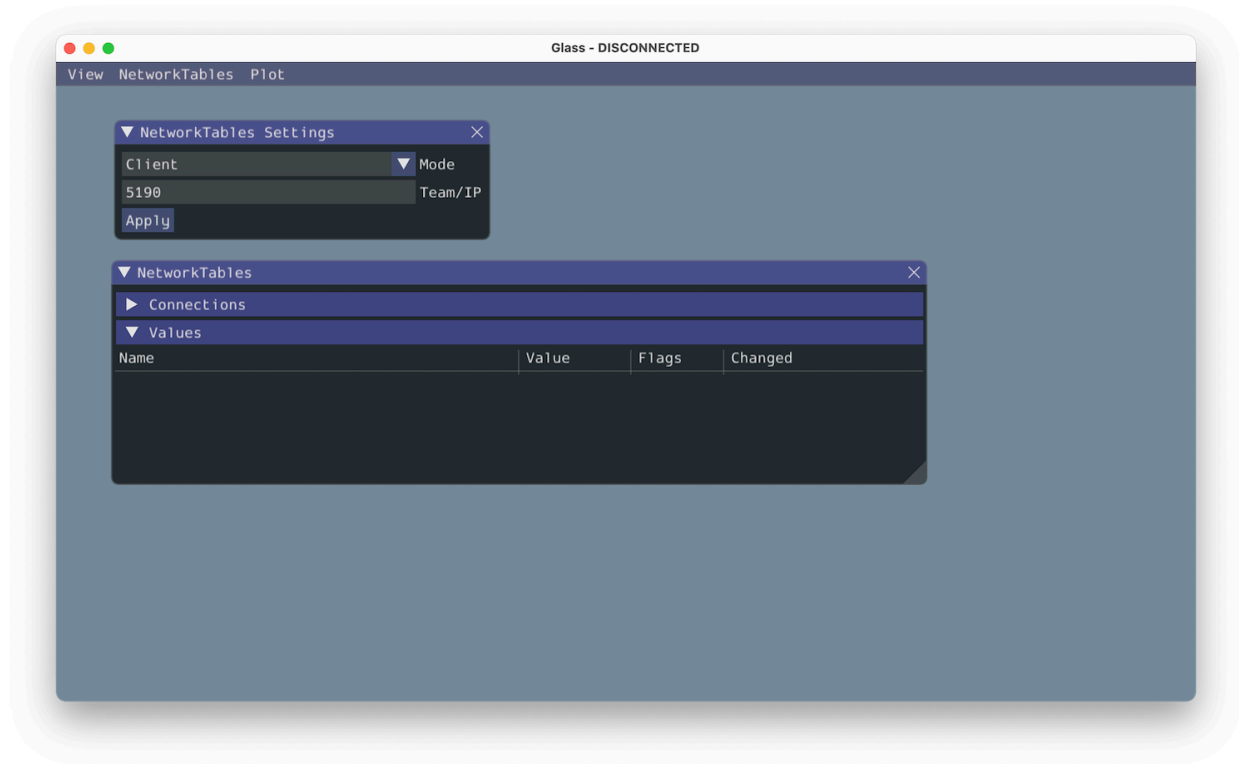 Glass - DISCONNECTED
View NetworkTables Plot
NetworkTables Settings
Client Mode
5190 Team/IP
Apply
NetworkTables
Connections
Values
Name Value Flags Changed